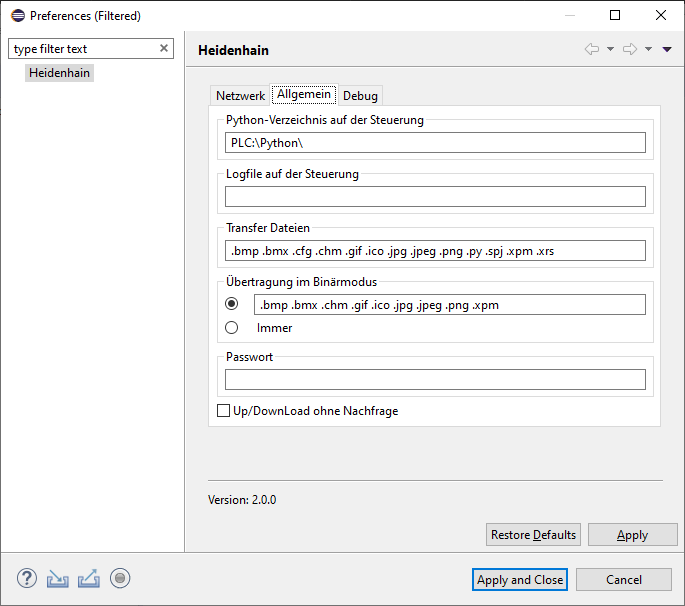 Preferences (Filtered)
type filter text
Heidenhain
Heidenhain
Netzwerk Allgemein Debug
Python-Verzeichnis auf der Steuerung
PLC:\Python\
Logfile auf der Steuerung
Transfer Dateien
.bmp .bmx .cfg .chm .gif .ico .jpg .jpeg .png .py .spj .xpm .xrs
Übertragung im Binärmodus
.bmp .bmx .chm .gif .ico .jpg .jpeg .png .xpm
Immer
Passwort
Up/DownLoad ohne Nachfrage
Version: 2.0.0
Restore Defaults Apply
Apply and Close Cancel